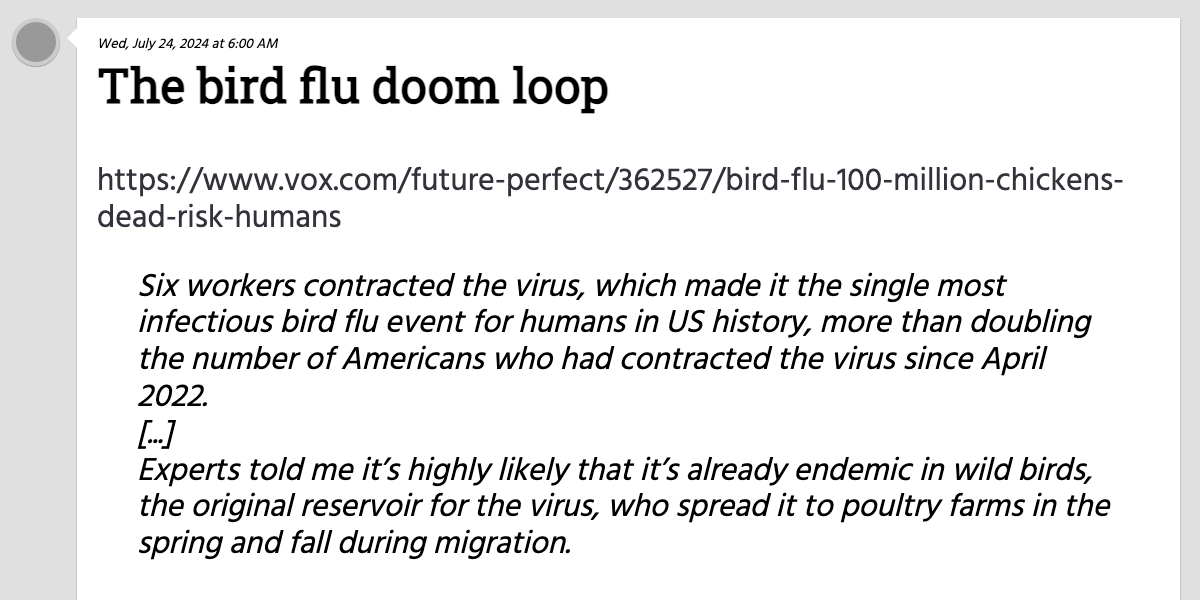 Wed, July 24, 2024 at 6:00 AM
The bird flu doom loop
https://www.vox.com/future-perfect/362527/bird-flu-100-million-chickens-
dead-risk-humans
Six workers contracted the virus, which made it the single most
infectious bird flu event for humans in US history, more than doubling
the number of Americans who had contracted the virus since April
2022.
[...]
Experts told me it’s highly likely that it’s already endemic in wild birds,
the original reservoir for the virus, who spread it to poultry farms in the
spring and fall during migration.